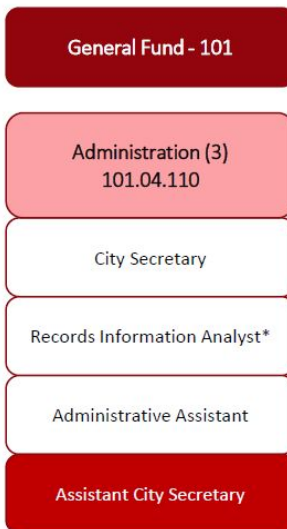 General Fund - 101
Administration (3)
101.04.110
City Secretary
Records Information Analyst*
Administrative Assistant
Assistant City Secretary